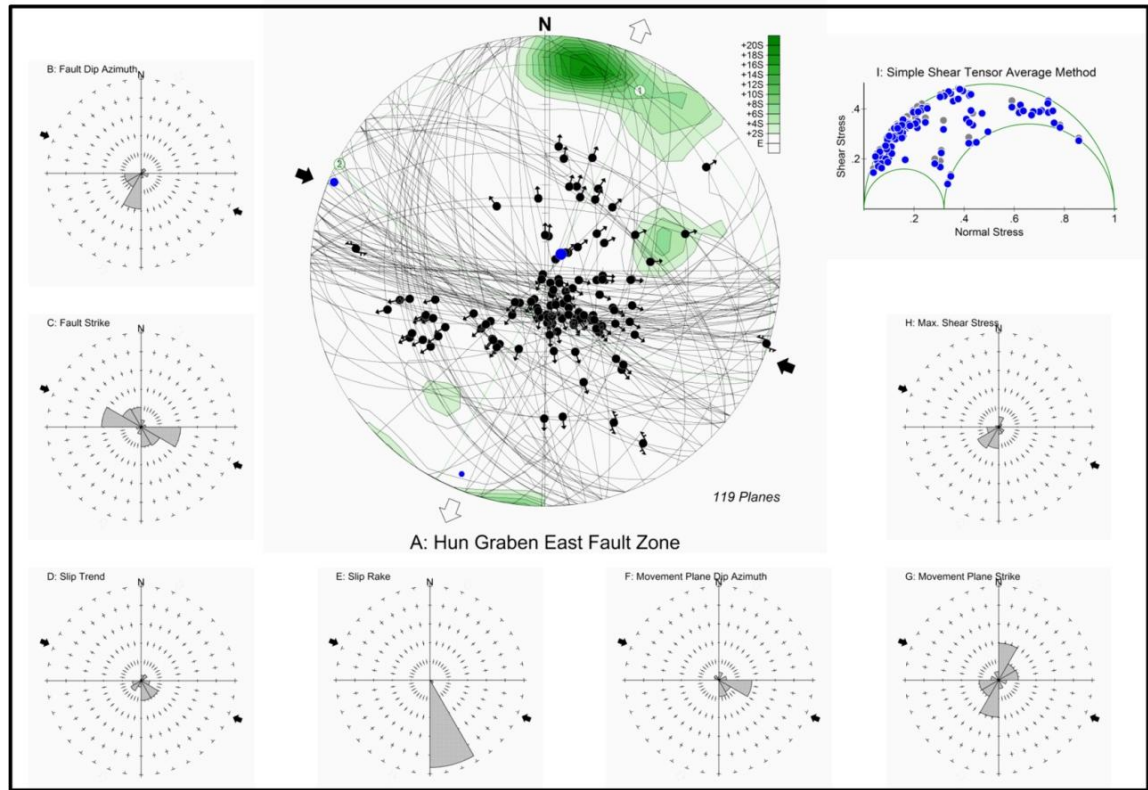 B: Fault Dip Azimuth
N
C: Fault Strike
N
D: Slip Trend
N
N
1
2
+20S
+18S
+16S
+14S
+12S
+10S
+8S
+6S
+4S
+2S
E
119 Planes
A: Hun Graben East Fault Zone
I: Simple Shear Tensor Average Method
Shear Stress
.4
.2
.2 .4 .6 .8 1
Normal Stress
H: Max. Shear Stress
N
E: Slip Rake
N
F: Movement Plane Dip Azimuth
N
G: Movement Plane Strike
N